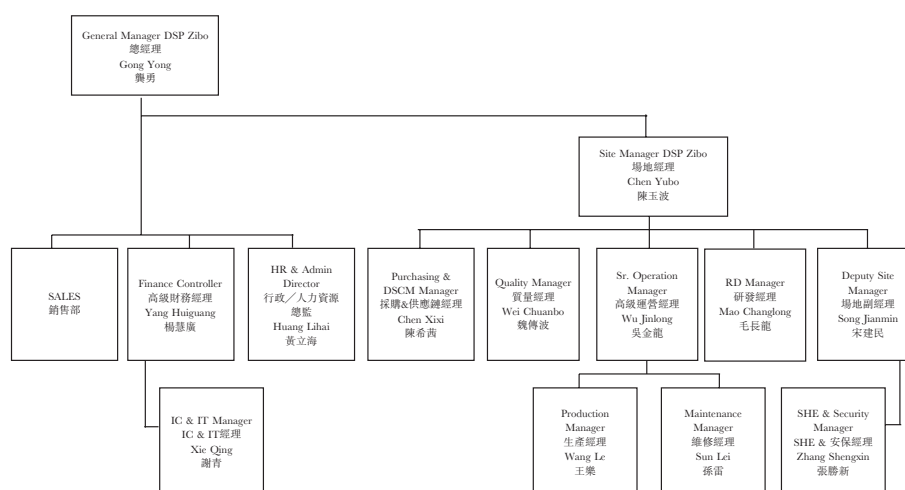 General Manager DSP Zibo
總經理
Gong Yong
龔勇
Site Manager DSP Zibo
場地經理
Chen Yubo
陳玉波
SALES
銷售部
Finance Controller
高級財務經理
Yang Huiguang
楊慧廣
HR & Admin
Director
行政／人力資源
總監
Huang Lihai
黃立海
Purchasing &
DSCM Manager
採購&供應鏈經理
Chen Xixi
陳希茜
Quality Manager
質量經理
Wei Chuanbo
魏傳波
Sr. Operation
Manager
高級運營經理
Wu Jinlong
吳金龍
RD Manager
研發經理
Mao Changlong
毛長龍
Deputy Site
Manager
場地副經理
Song Jianmin
宋建民
IC & IT Manager
IC & IT經理
Xie Qing
謝青
Production
Manager
生產經理
Wang Le
王樂
Maintenance
Manager
維修經理
Sun Lei
孫雷
SHE & Security
Manager
SHE & 安保經理
Zhang Shengxin
張勝新